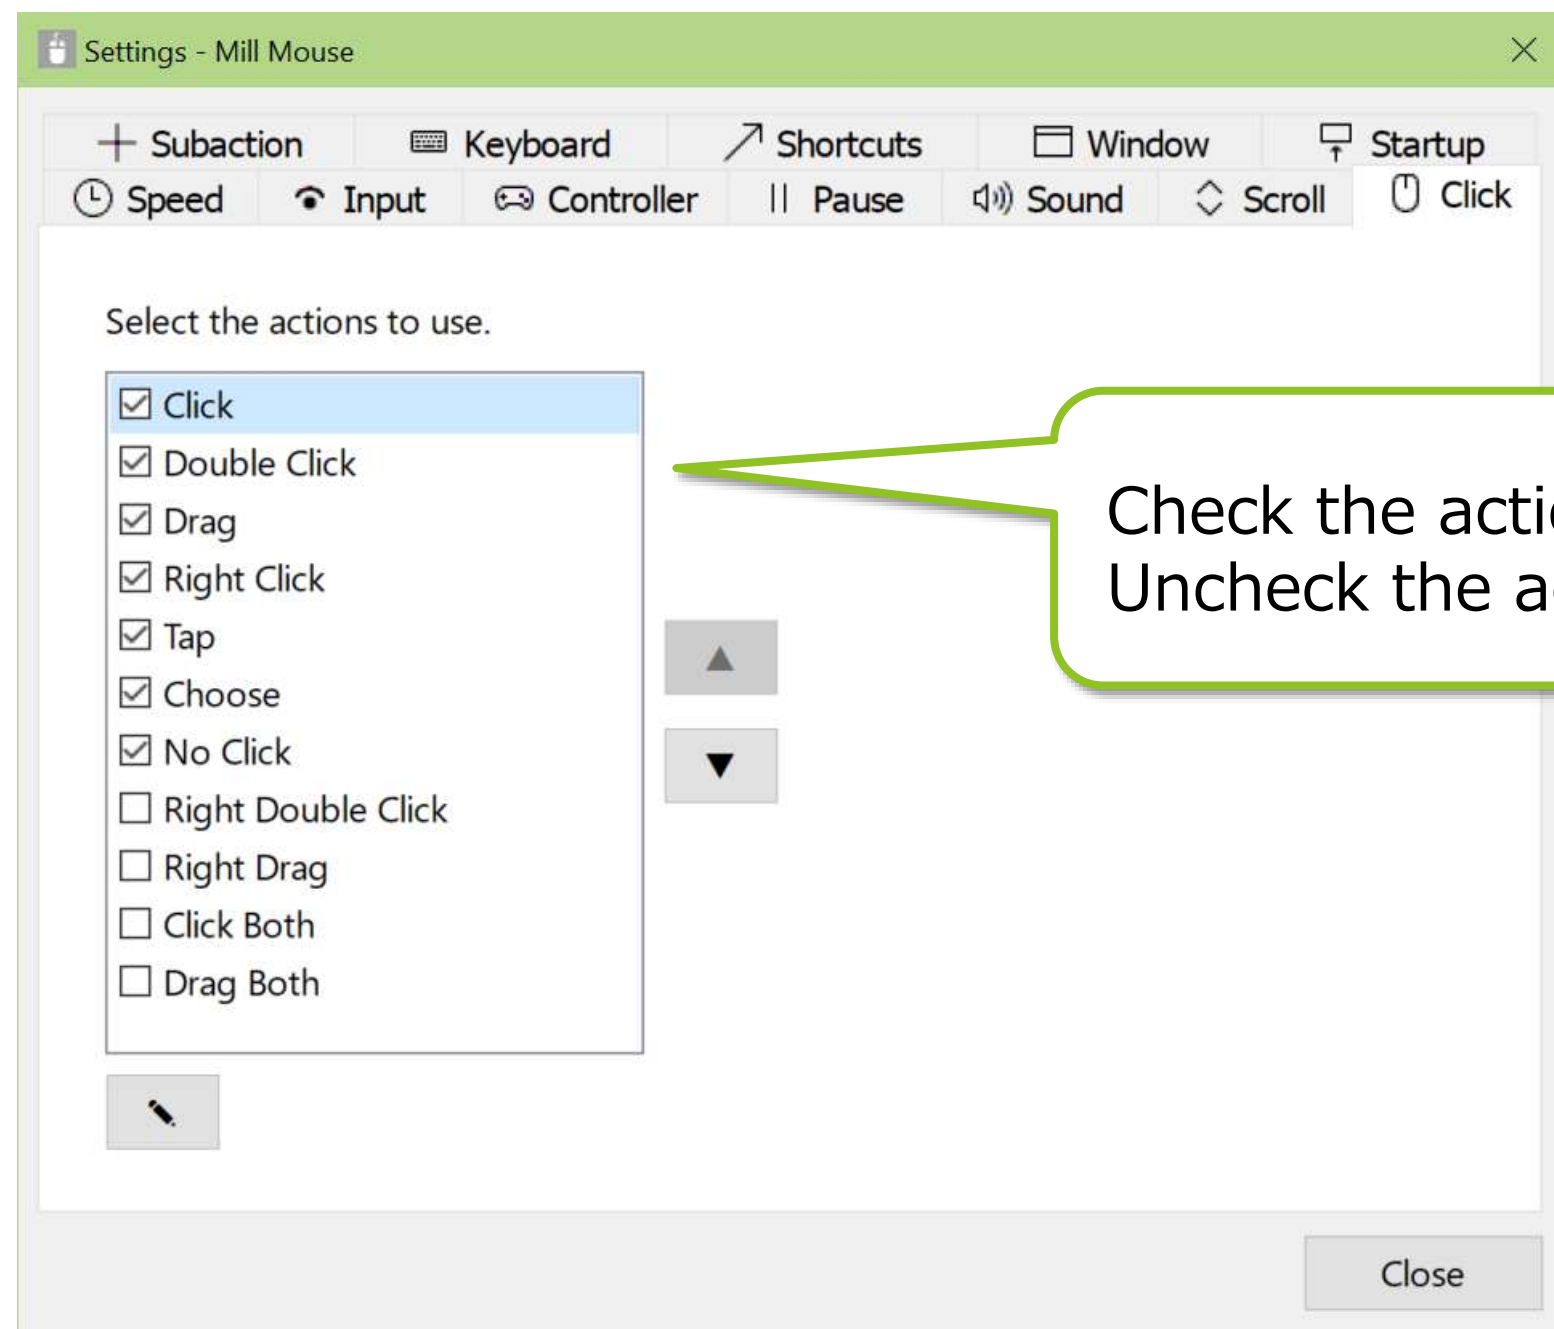 Settings - Mill Mouse
Subaction Keyboard Shortcuts Window Startup
Speed Input Controller Pause Sound Scroll Click
Select the actions to use.
Click
Double Click
Drag
Right Click
Tap
Choose
No Click
Right Double Click
Right Drag
Click Both
Drag Both
Check the
Uncheck the
Close